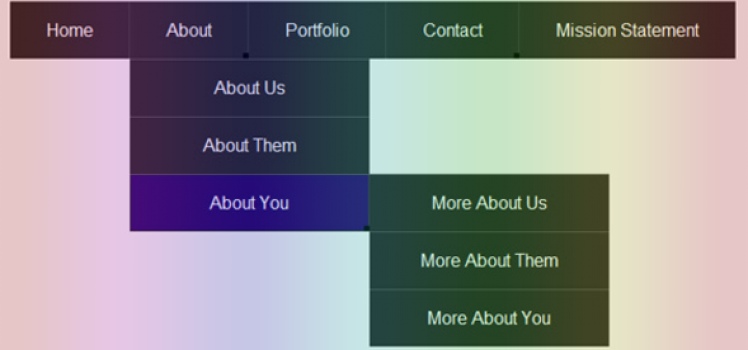 Home About Portfolio Contact Mission Statement
About Us
About Them
About You More About Us
More About Them
More About You